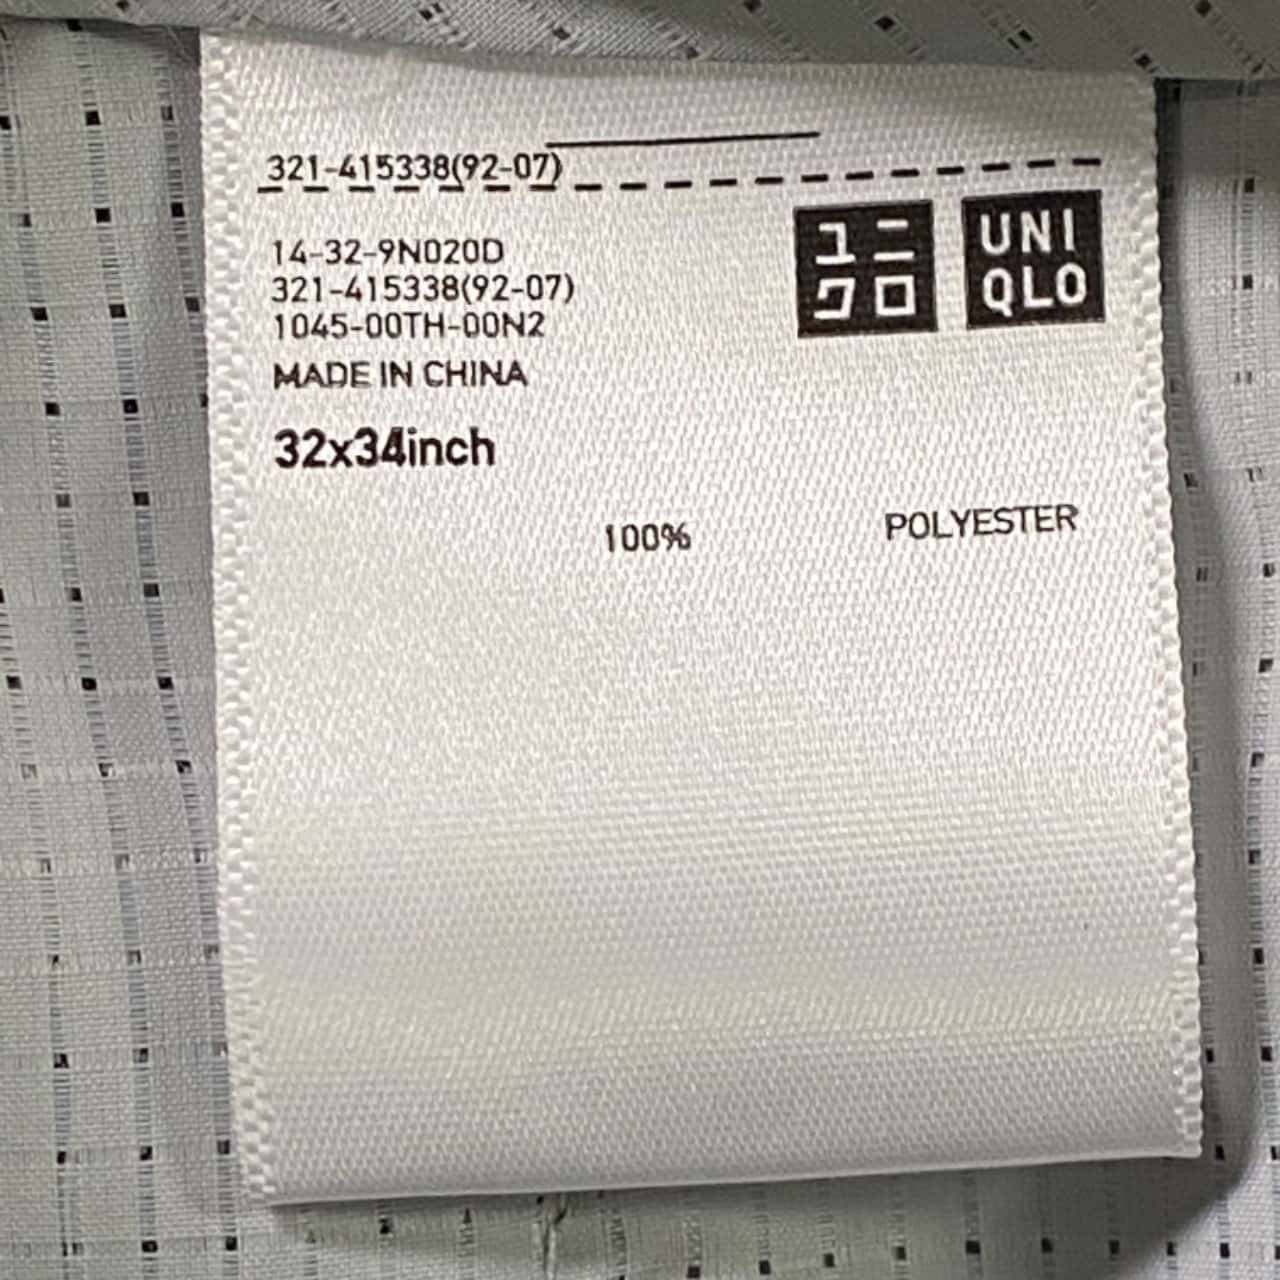 321-415338(92-07)
14-32-9N020D
321-415338(92-07)
1045-00TH-00N2
MADE IN CHINA
ユニ
クロ
UNI
QLO
32x34inch
100% POLYESTER